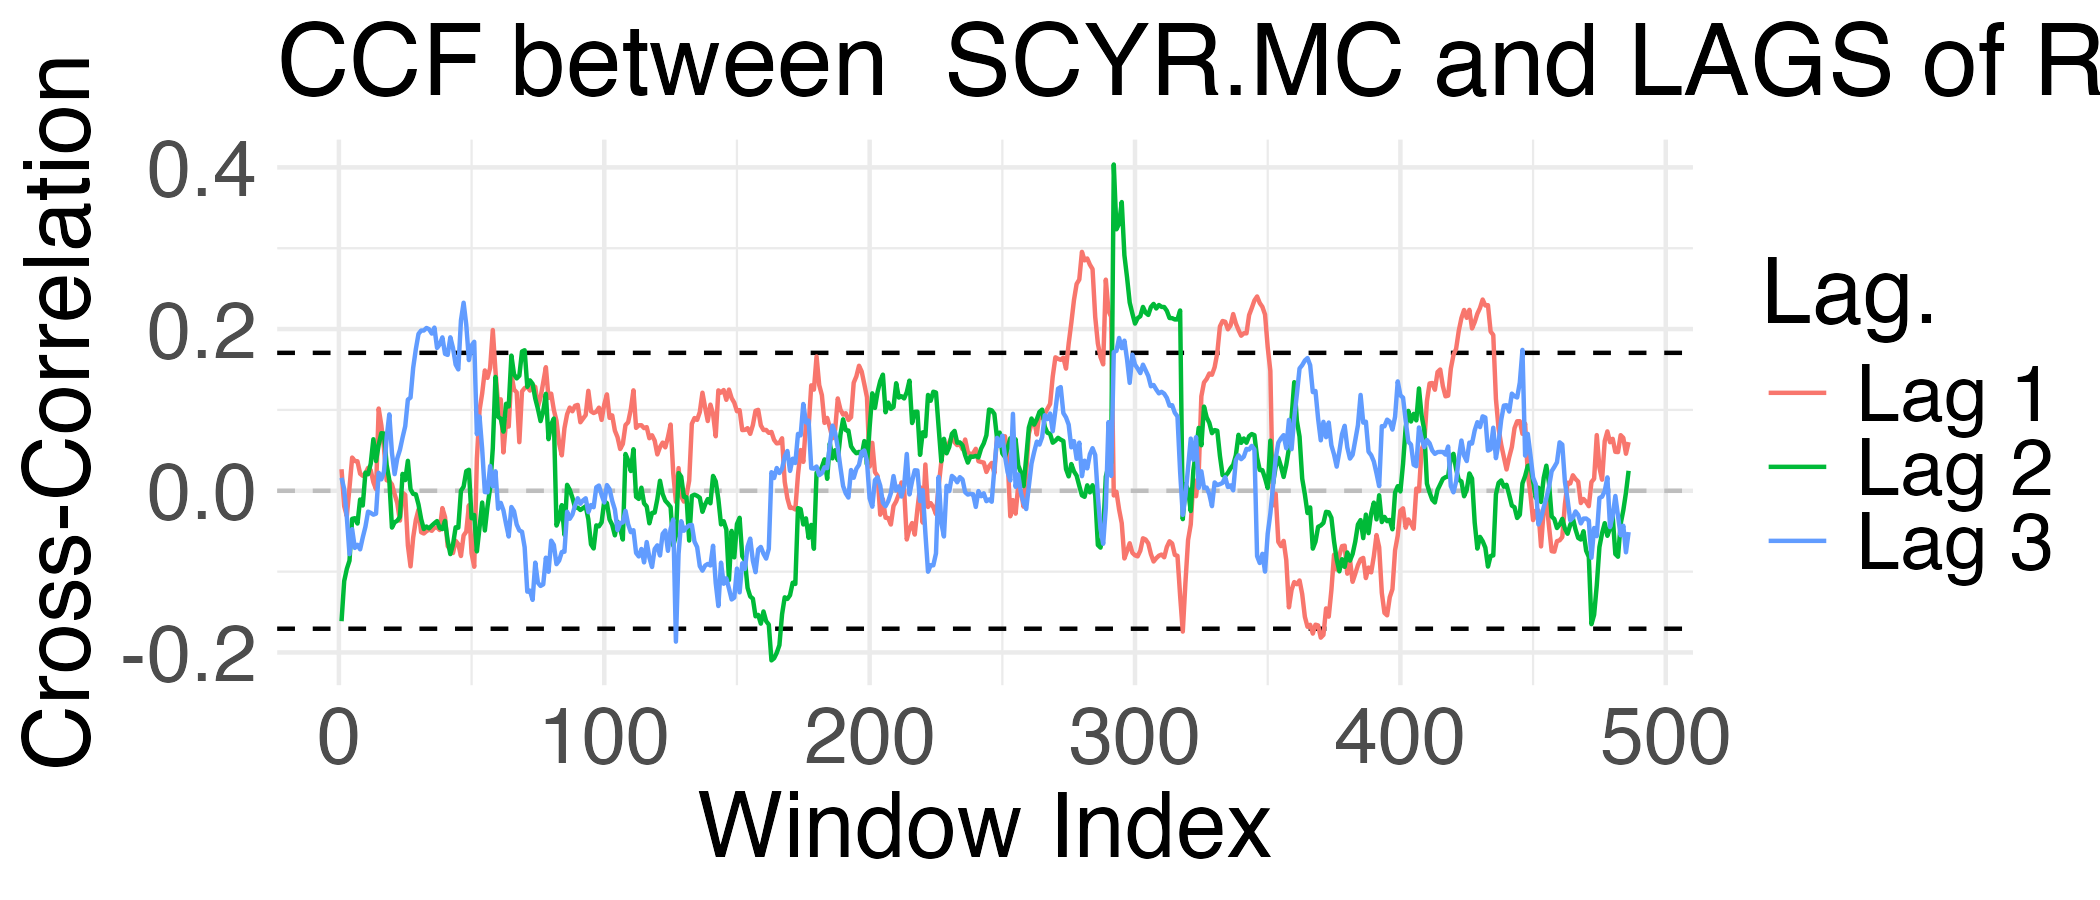 CCF between  SCYR.MC and LAGS of R
Cross-Correlation
0.4
0.2
0.0
-0.2
0
100
200
300
400
500
Window Index
Lag.
Lag 1
Lag 2
Lag 3